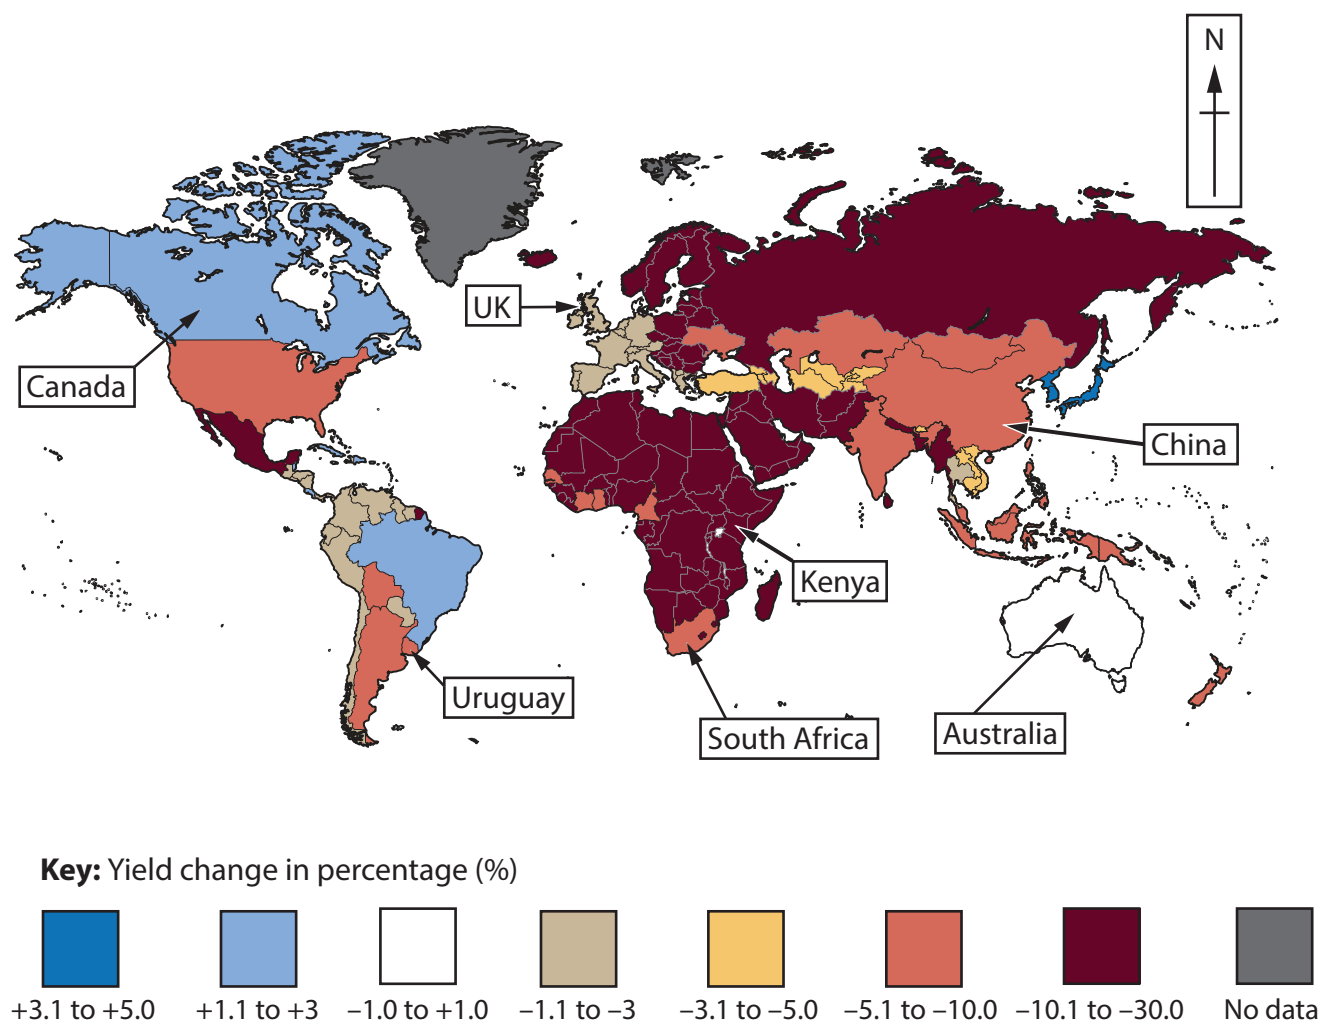 N
UK
Canada
China
Kenya
Uruguay
South Africa
Australia
Key: Yield change in percentage (%)
+3.1 to +5.0
+1.1 to +3
–1.0 to +1.0
–1.1 to –3
–3.1 to –5.0
–5.1 to –10.0
–10.1 to –30.0
No data